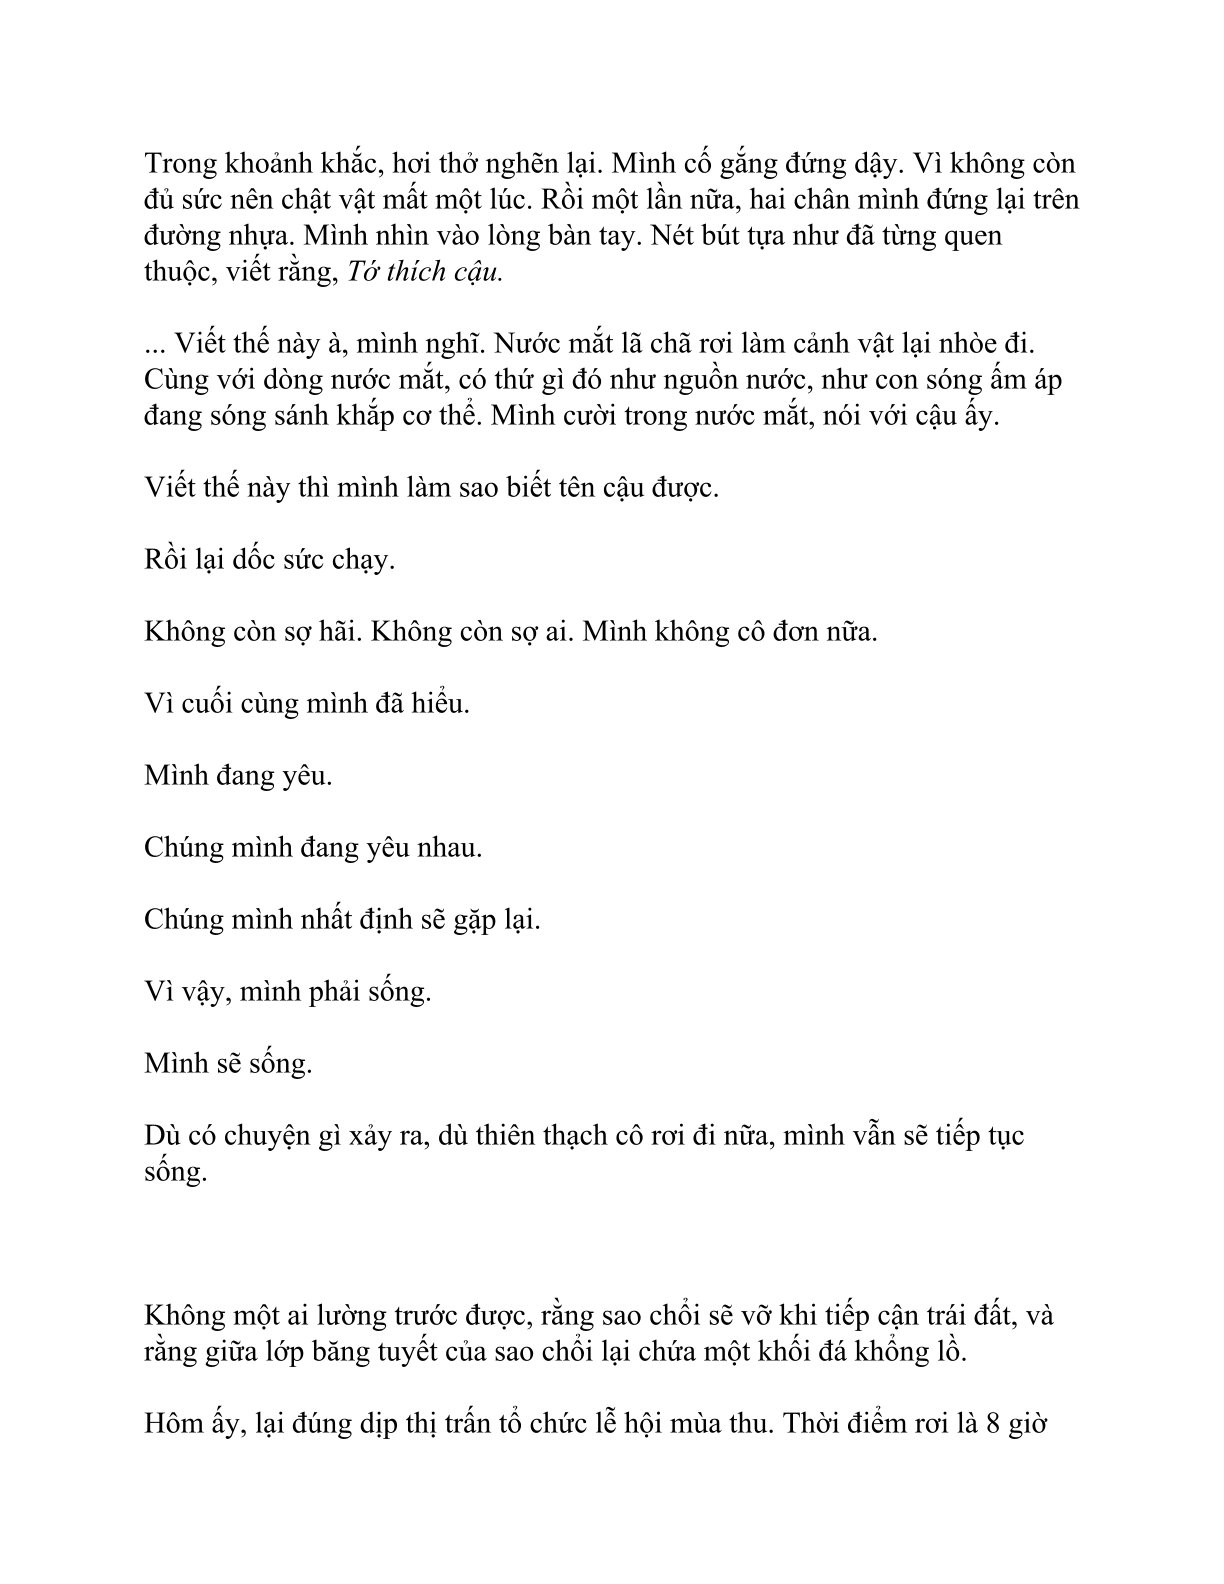 Trong khoảnh khắc, hơi thở nghẽn lại. Mình cố gắng đứng dậy. Vì không còn
đủ sức nên chật vật mất một lúc. Rồi một lần nữa, hai chân mình đứng lại trên
đường nhựa. Mình nhìn vào lòng bàn tay. Nét bút tựa như đã từng quen
thuộc, viết rằng, Tớ thích cậu.
... Viết thế này à, mình nghĩ. Nước mắt lã chã rơi làm cảnh vật lại nhòe đi.
Cùng với dòng nước mắt, có thứ gì đó như nguồn nước, như con sóng ấm áp
đang sóng sánh khắp cơ thể. Mình cười trong nước mắt, nói với cậu ấy.
Viết thế này thì mình làm sao biết tên cậu được.
Rồi lại dốc sức chạy.
Không còn sợ hãi. Không còn sợ ai. Mình không cô đơn nữa.
Vì cuối cùng mình đã hiểu.
Mình đang yêu.
Chúng mình đang yêu nhau.
Chúng mình nhất định sẽ gặp lại.
Vì vậy, mình phải sống.
Mình sẽ sống.
Dù có chuyện gì xảy ra, dù thiên thạch cô rơi đi nữa, mình vẫn sẽ tiếp tục
sống.
Không một ai lường trước được, rằng sao chổi sẽ vỡ khi tiếp cận trái đất, và
rằng giữa lớp băng tuyết của sao chổi lại chứa một khối đá khổng lồ.
Hôm ấy, lại đúng dịp thị trấn tổ chức lễ hội mùa thu. Thời điểm rơi là 8 giờ